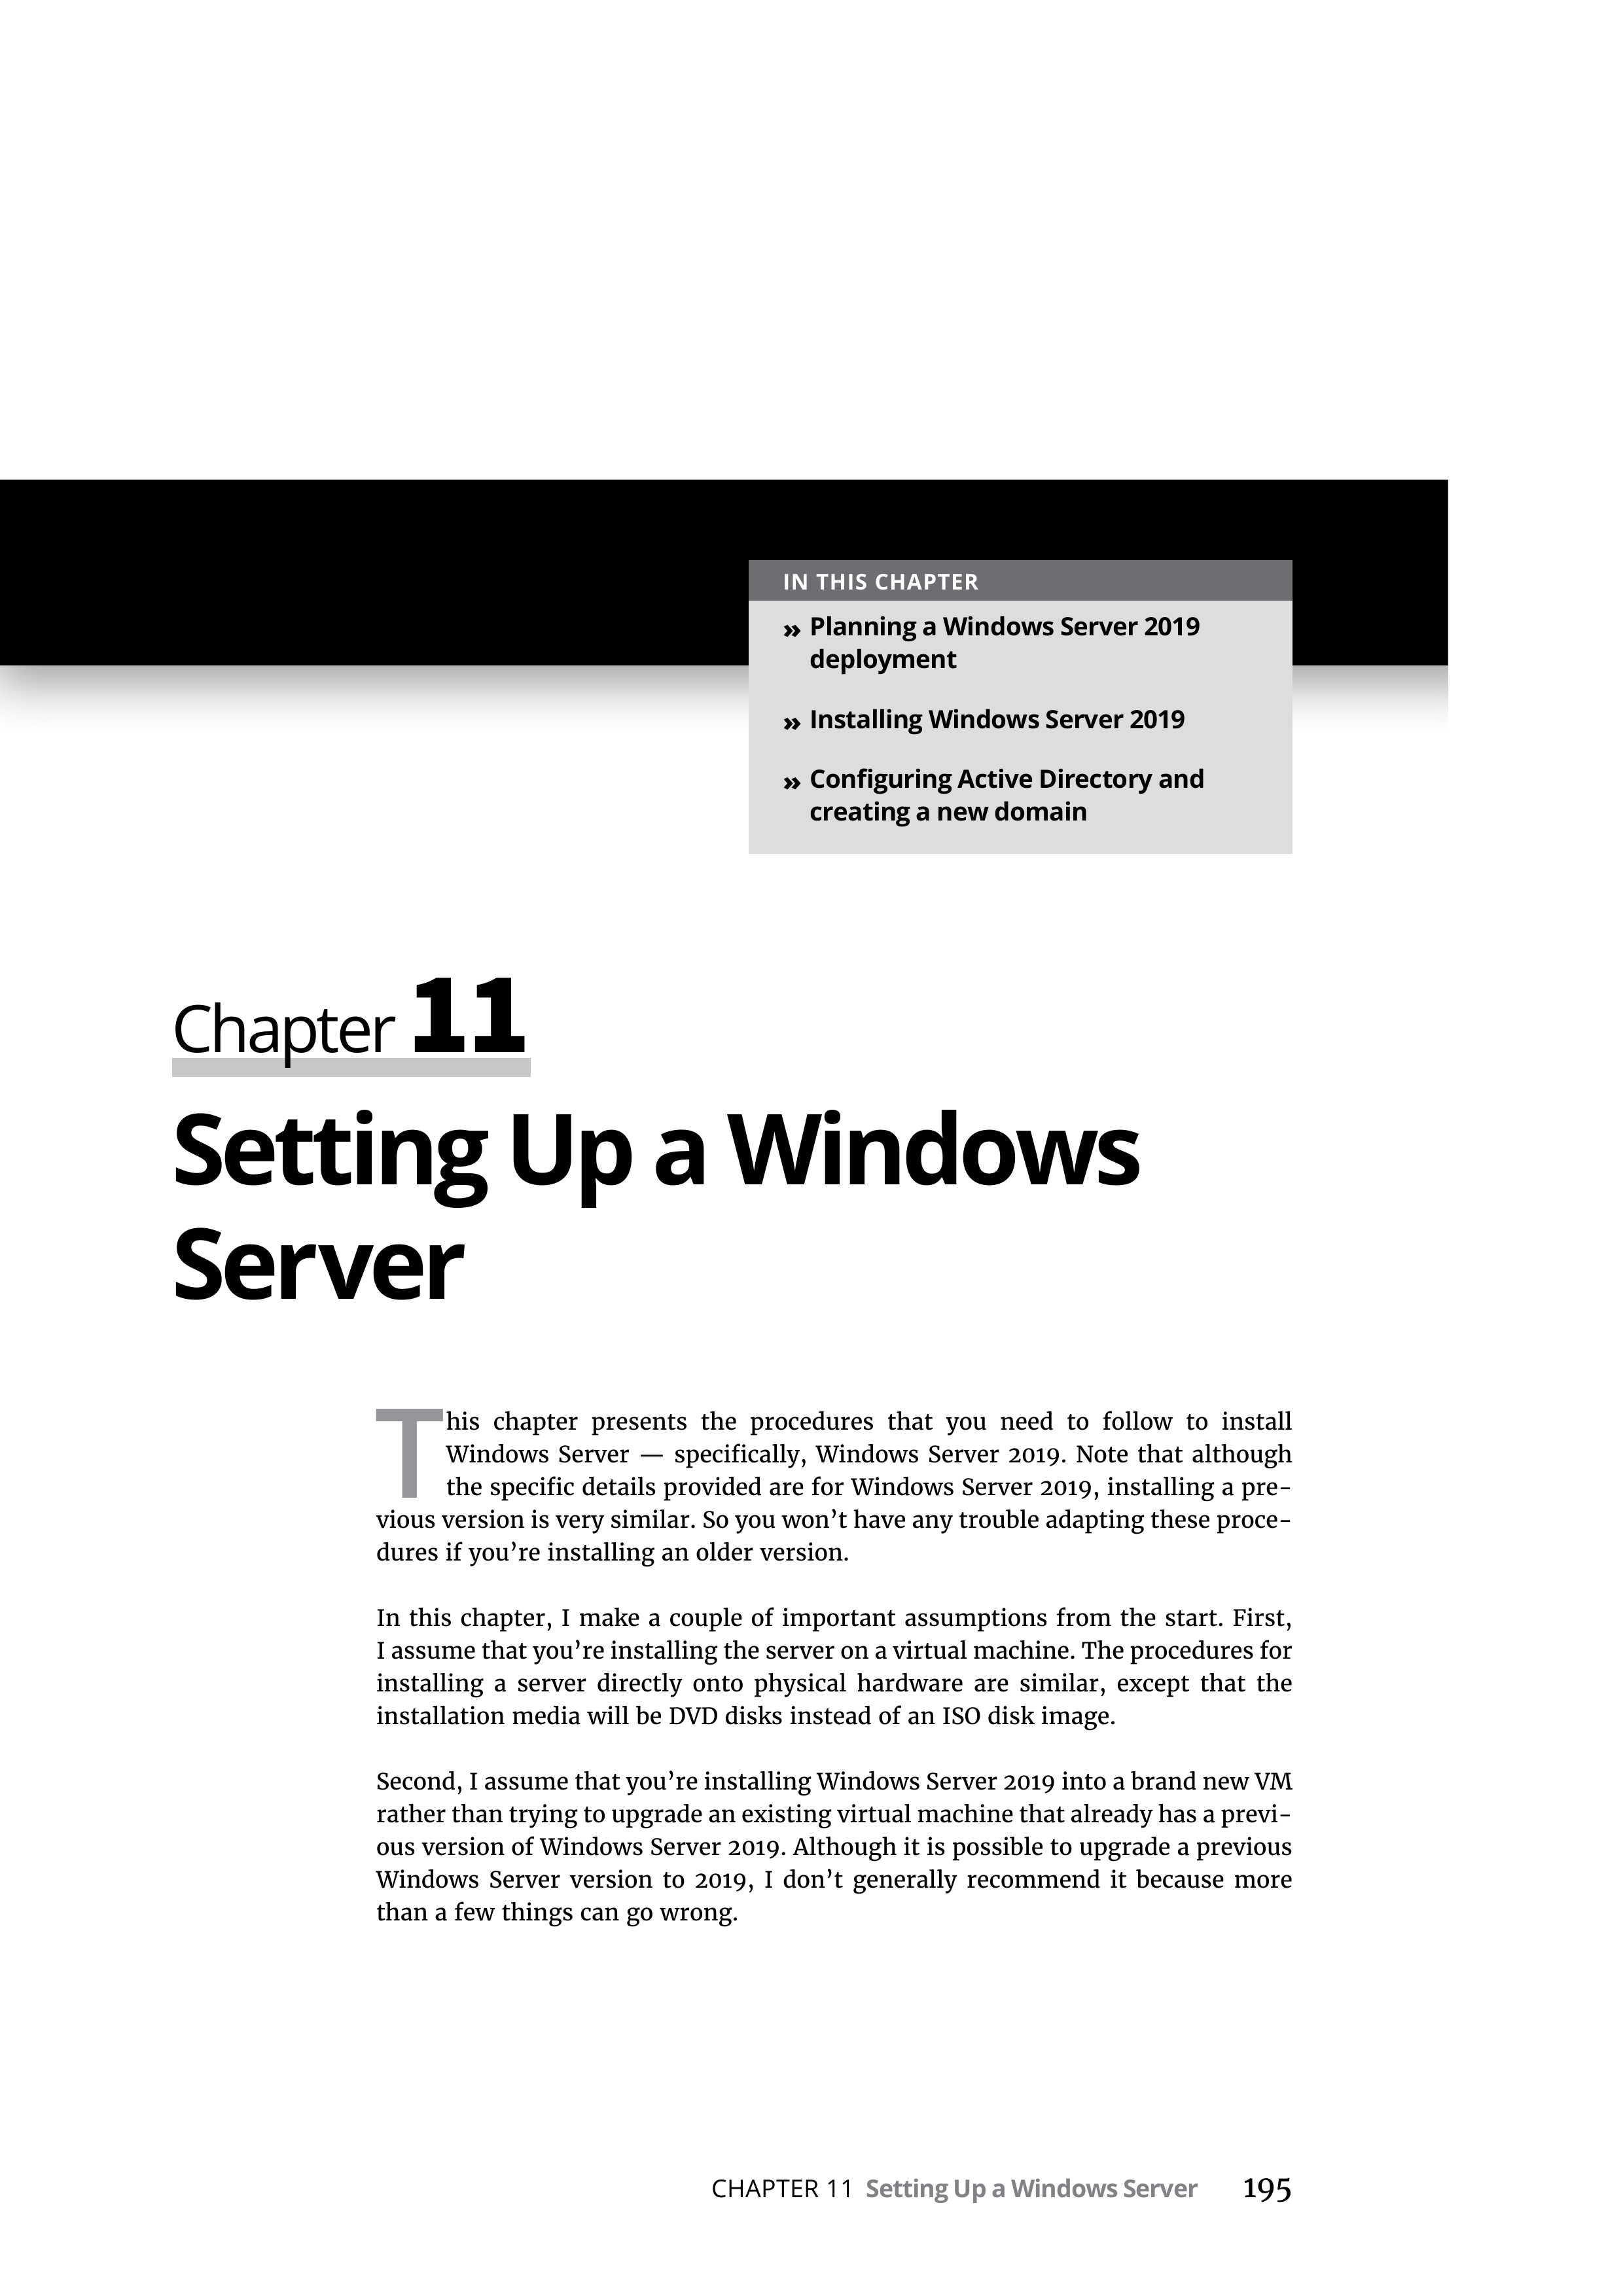 IN THIS CHAPTER
» Planning a Windows Server 2019
deployment
» Installing Windows Server 2019
» Configuring Active Directory and
creating a new domain
Chapter 11
Setting Up a Windows
Server
This chapter presents the procedures that you need to follow to install
Windows Server — specifically, Windows Server 2019. Note that although
the specific details provided are for Windows Server 2019, installing a pre-
vious version is very similar. So you won’t have any trouble adapting these proce-
dures if you’re installing an older version.
In this chapter, I make a couple of important assumptions from the start. First,
I assume that you’re installing the server on a virtual machine. The procedures for
installing a server directly onto physical hardware are similar, except that the
installation media will be DVD disks instead of an ISO disk image.
Second, I assume that you’re installing Windows Server 2019 into a brand new VM
rather than trying to upgrade an existing virtual machine that already has a previ-
ous version of Windows Server 2019. Although it is possible to upgrade a previous
Windows Server version to 2019, I don’t generally recommend it because more
than a few things can go wrong.
CHAPTER 11 Setting Up a Windows Server 195